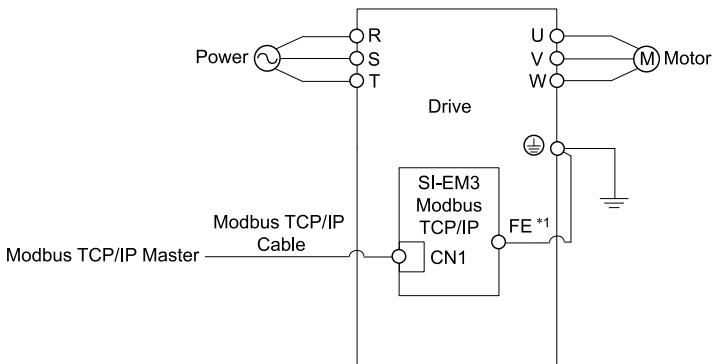 R
U
Power
S
V
M
Motor
T
W
Drive
SI-EM3
Modbus
TCP/IP
FE *1
Modbus TCP/IP
Cable
Modbus TCP/IP Master
CN1